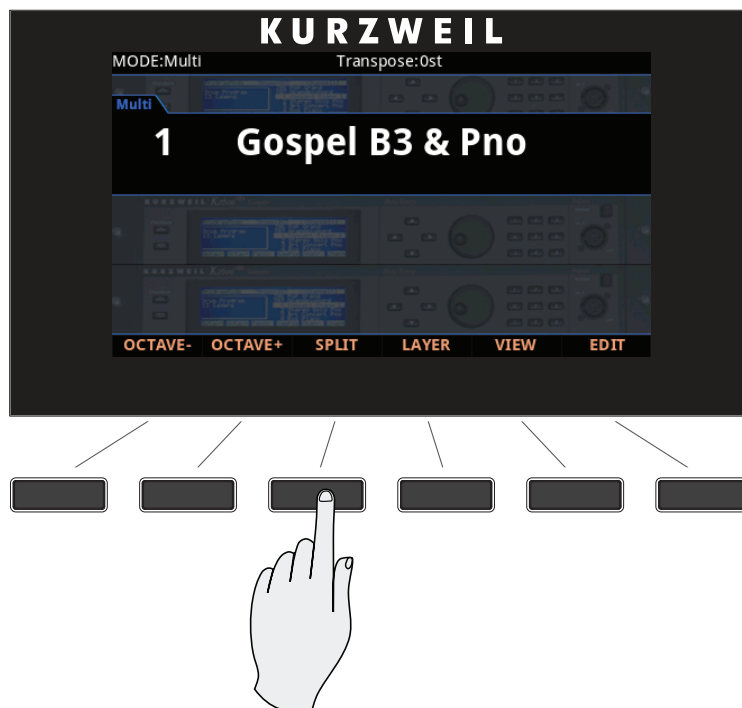 KURZWEIL
MODE:Multi Transpose:0st
Multi
1 Gospel B3 & Pno
OCTAVE- OCTAVE+ SPLIT LAYER VIEW EDIT